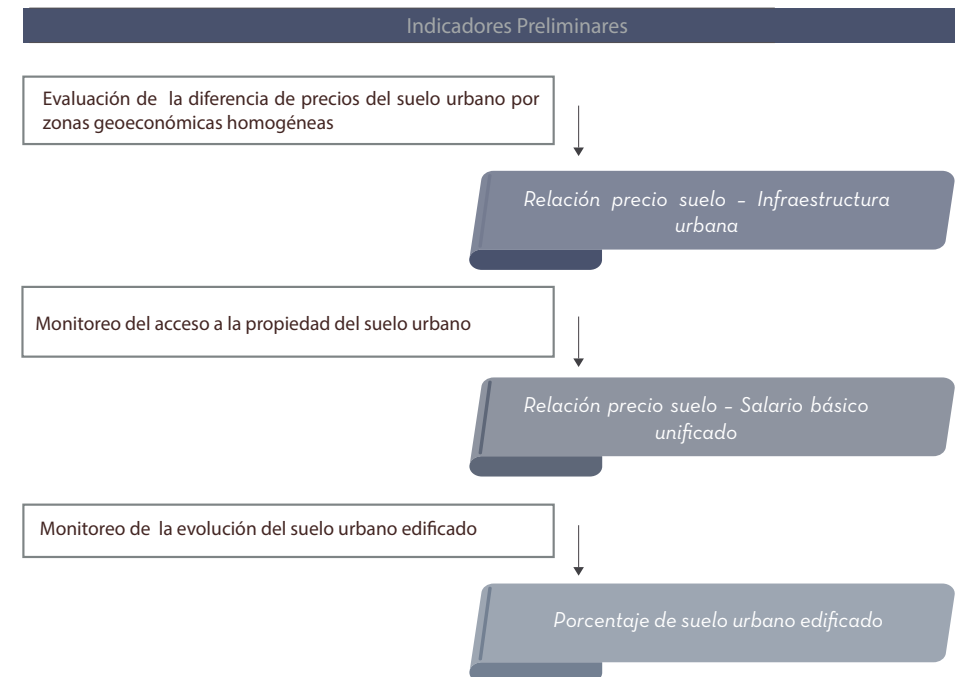 Indicadores Preliminares
Evaluación de la diferencia de precios del suelo urbano por
zonas geoeconómicas homogéneas
Relación precio suelo – Infraestructura
urbana
Monitoreo del acceso a la propiedad del suelo urbano
Relación precio suelo – Salario básico
unificado
Monitoreo de la evolución del suelo urbano edificado
Porcentaje de suelo urbano edificado